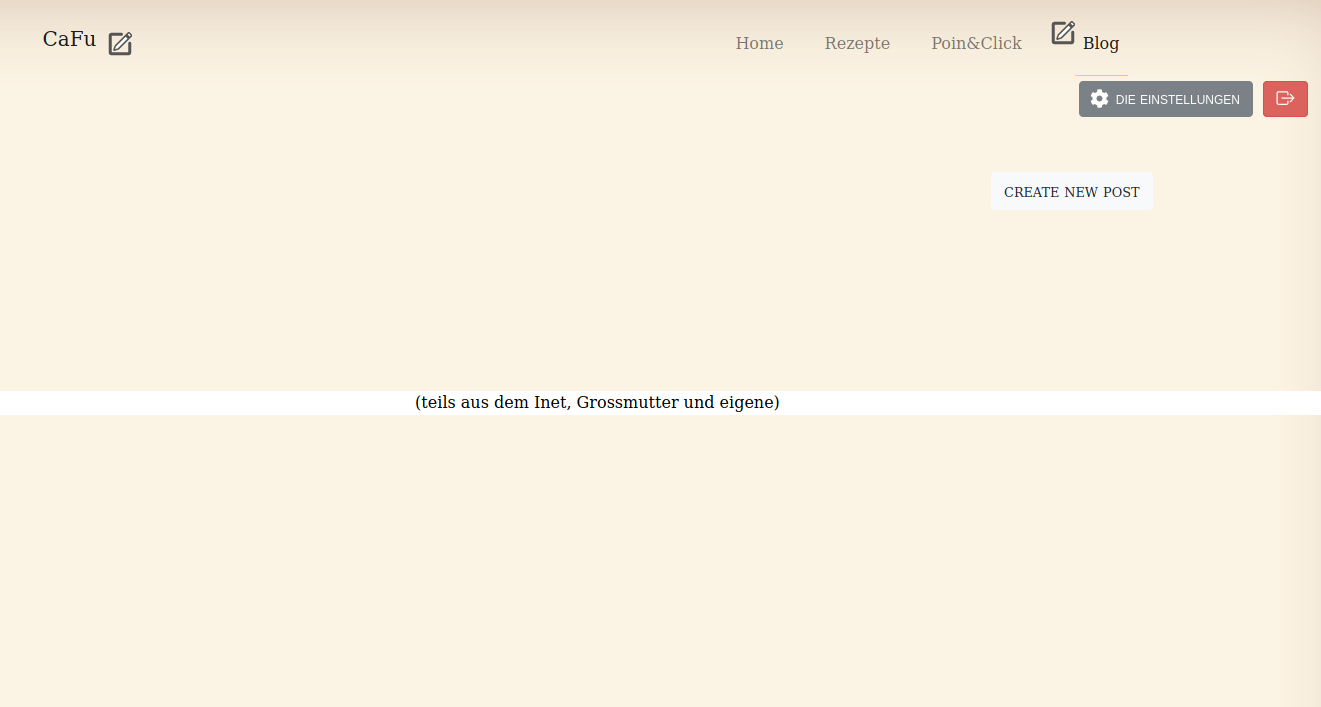 CaFu
Home Rezepte Poin&Click Blog
DIE EINSTELLUNGEN
CREATE NEW POST
(teils aus dem Inet, Grossmutter und eigene)